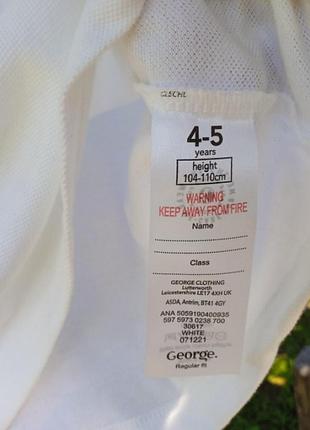 4-5
years
height
104-110cm
WARNING
KEEP AWAY FROM FIRE
Name
Class
GEORGE CLOTHING
Lutterworth
Leicestershire LE17 4XH UK
ASDA, Antrim, BT41 4GY
ANA 5059190400935
597 5973 0238 700
30617
WHITE
071221
George.
Regular fit